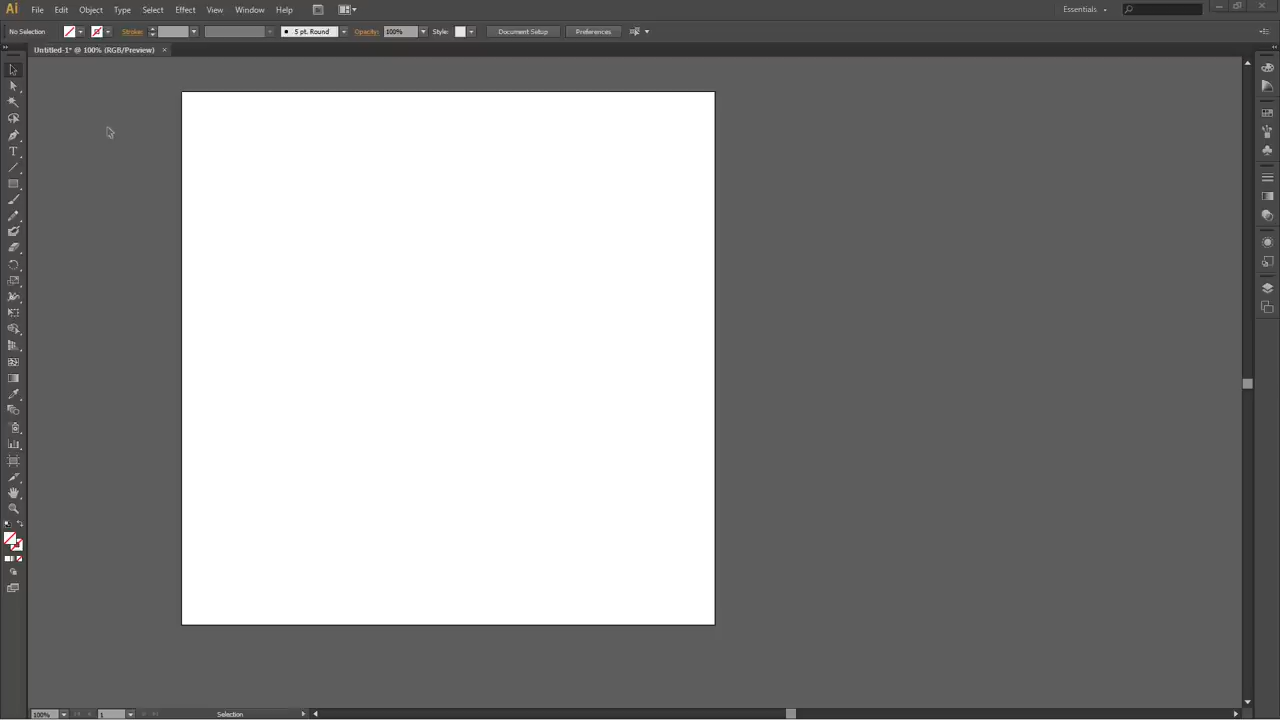 Ai File Edit Object Type Select Effect View Window Help Br Essentials
No Selection Stroke: 5 pt. Round Opacity: 100% Style: Document Setup Preferences
Untitled-1* @ 100% (RGB/Preview) ×
T
100% 1 Selection